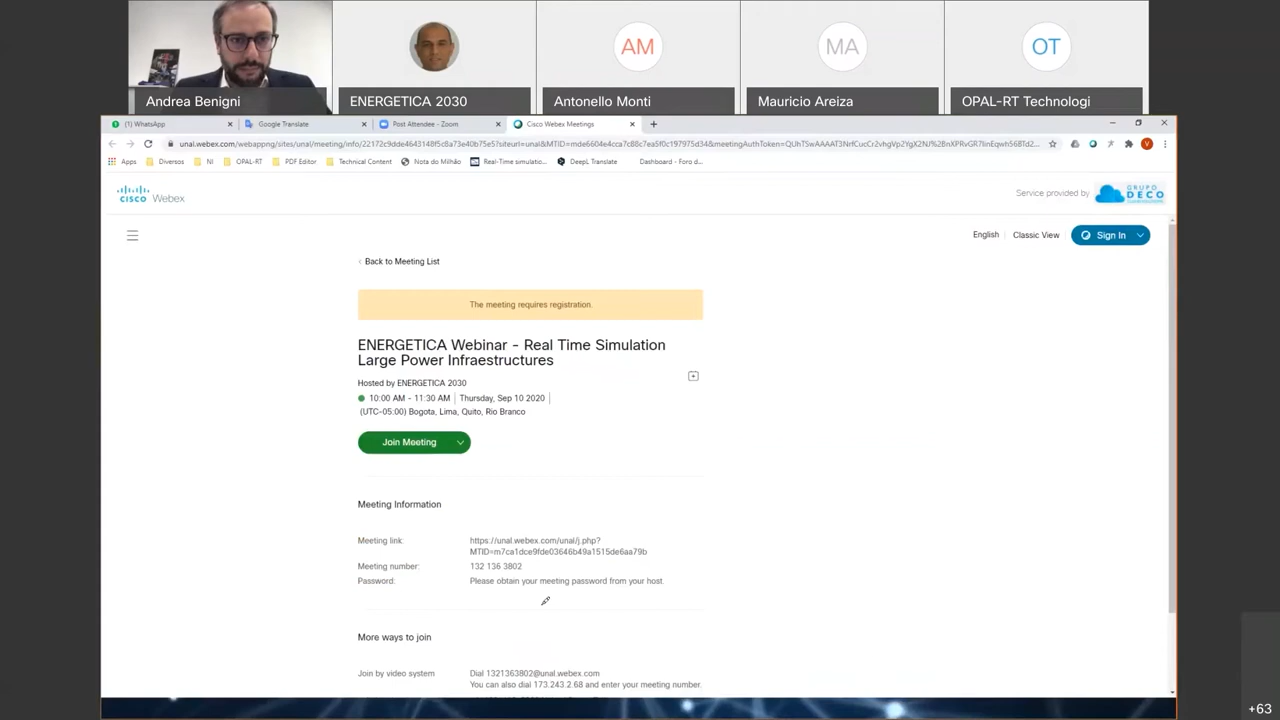 AM
MA
OT
Andrea Benigni
ENERGETICA 2030
Antonello Monti
Mauricio Areiza
OPAL-RT Technologi
(1) WhatsApp
Google Translate
Post Attendee - Zoom
Cisco Webex Meetings
Apps
Diversos
NI
OPAL-RT
PDF Editor
Technical Content
Nota do Milhão
Real-Time simulatio...
DeepL Translate
Dashboard - Foro d...
V
cisco Webex
Service provided by
GRUPO
DECO
English
Classic View
Sign In
Back to Meeting List
The meeting requires registration.
ENERGETICA Webinar - Real Time Simulation
Large Power Infraestructures
Hosted by ENERGETICA 2030
10:00 AM - 11:30 AM | Thursday, Sep 10 2020 |
(UTC-05:00) Bogota, Lima, Quito, Rio Branco
Join Meeting
Meeting Information
Meeting link: https://unal.webex.com/unal/j.php?
MTID=m7ca1dce9fde03646b49a1515de6aa79b
Meeting number: 132 136 3802
Password: Please obtain your meeting password from your host.
More ways to join
Join by video system Dial 1321363802@unal.webex.com
You can also dial 173.243.2.68 and enter your meeting number.
+63